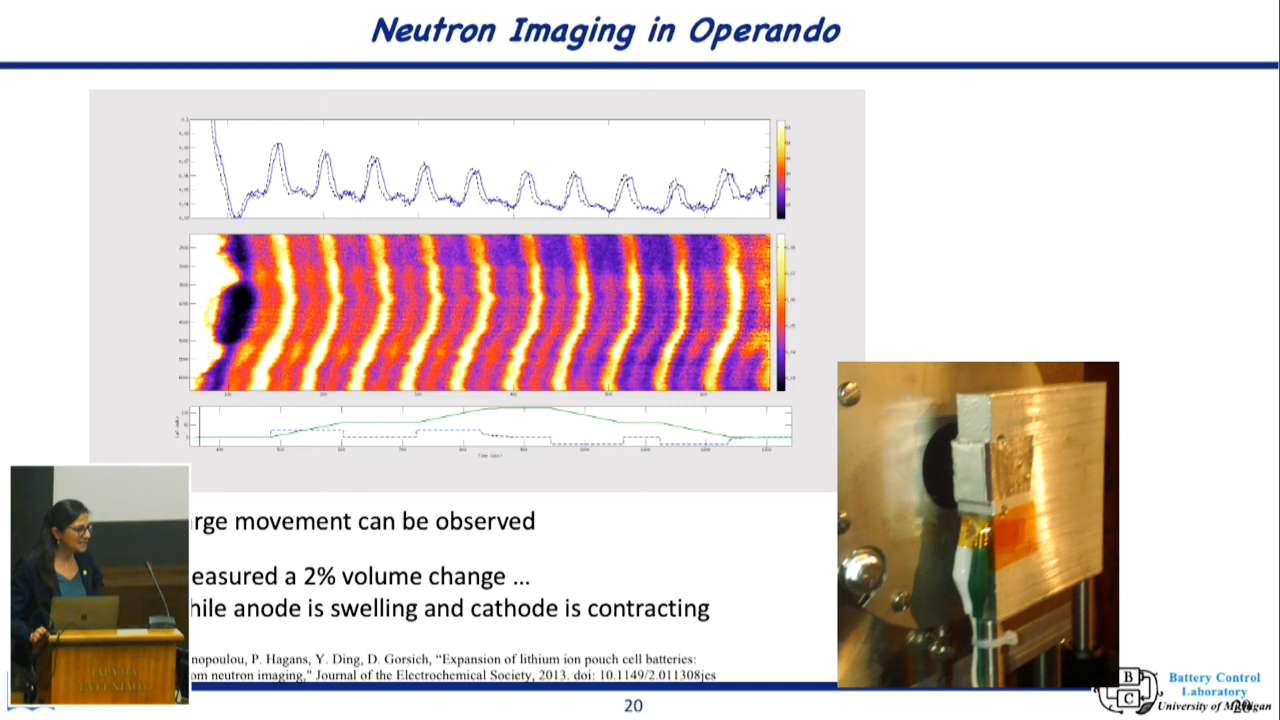 Neutron Imaging in Operando
Time (min)
rge movement can be observed
easured a 2% volume change ...
hile anode is swelling and cathode is contracting
nopoulou, P. Hagans, Y. Ding, D. Gorsich, “Expansion of lithium ion pouch cell batteries:
om neutron imaging,” Journal of the Electrochemical Society, 2013. doi: 10.1149/2.011308jes
20
B
C
Battery Control
Laboratory
University of Michigan